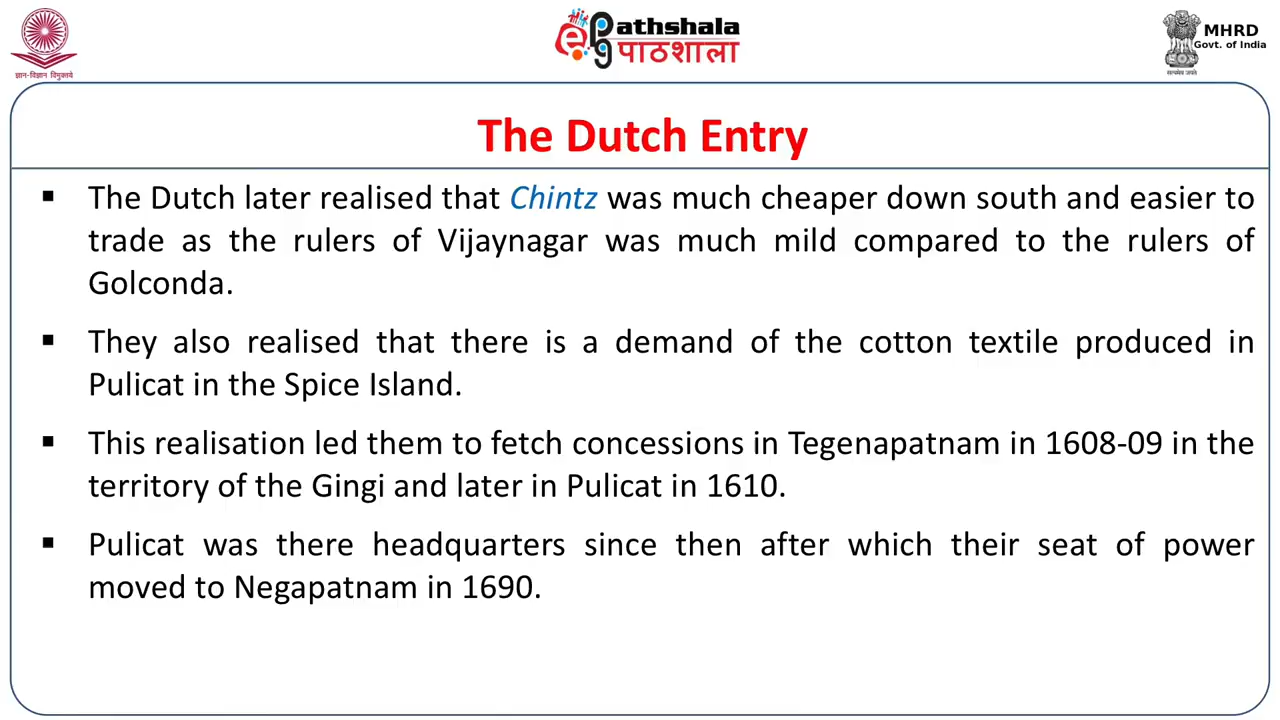 ज्ञान-विज्ञान विमुक्तये
ePathshala
पाठशाला
MHRD
Govt. of India
सत्यमेव जयते
The Dutch Entry
▪ The Dutch later realised that Chintz was much cheaper down south and easier to
trade as the rulers of Vijaynagar was much mild compared to the rulers of
Golconda.
▪ They also realised that there is a demand of the cotton textile produced in
Pulicat in the Spice Island.
▪ This realisation led them to fetch concessions in Tegenapatnam in 1608-09 in the
territory of the Gingi and later in Pulicat in 1610.
▪ Pulicat was there headquarters since then after which their seat of power
moved to Negapatnam in 1690.